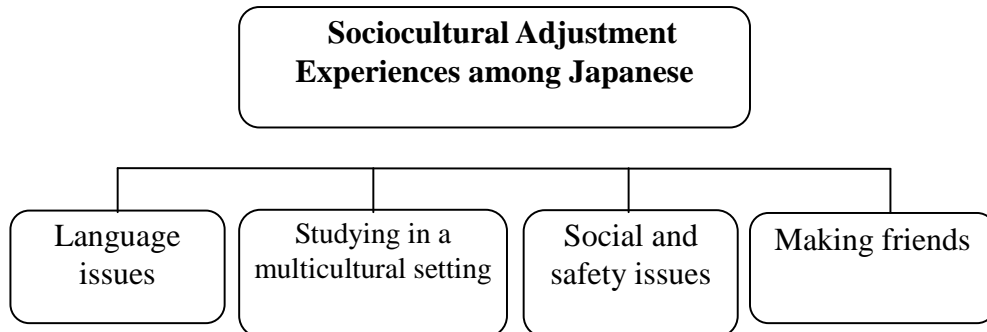 Sociocultural Adjustment
Experiences among Japanese
Language
issues
Studying in a
multicultural setting
Social and
safety issues
Making friends